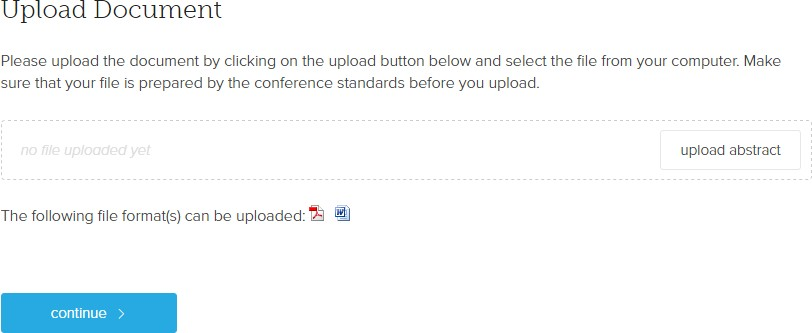 Upload Document
Please upload the document by clicking on the upload button below and select the file from your computer. Make
sure that your file is prepared by the conference standards before you upload.
no file uploaded yet
upload abstract
The following file format(s) can be uploaded:
continue